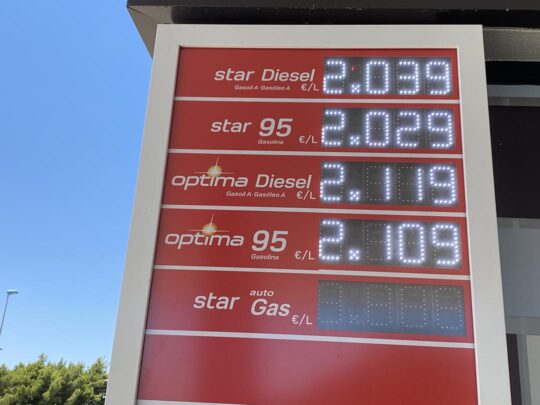 star Diesel 2.039
Gasoil A - Gasóleo A €/L
star 95 2.029
Gasolina €/L
optima Diesel 2.119
Gasoil A - Gasóleo A €/L
optima 95 2.109
Gasolina €/L
auto
star Gas
€/L